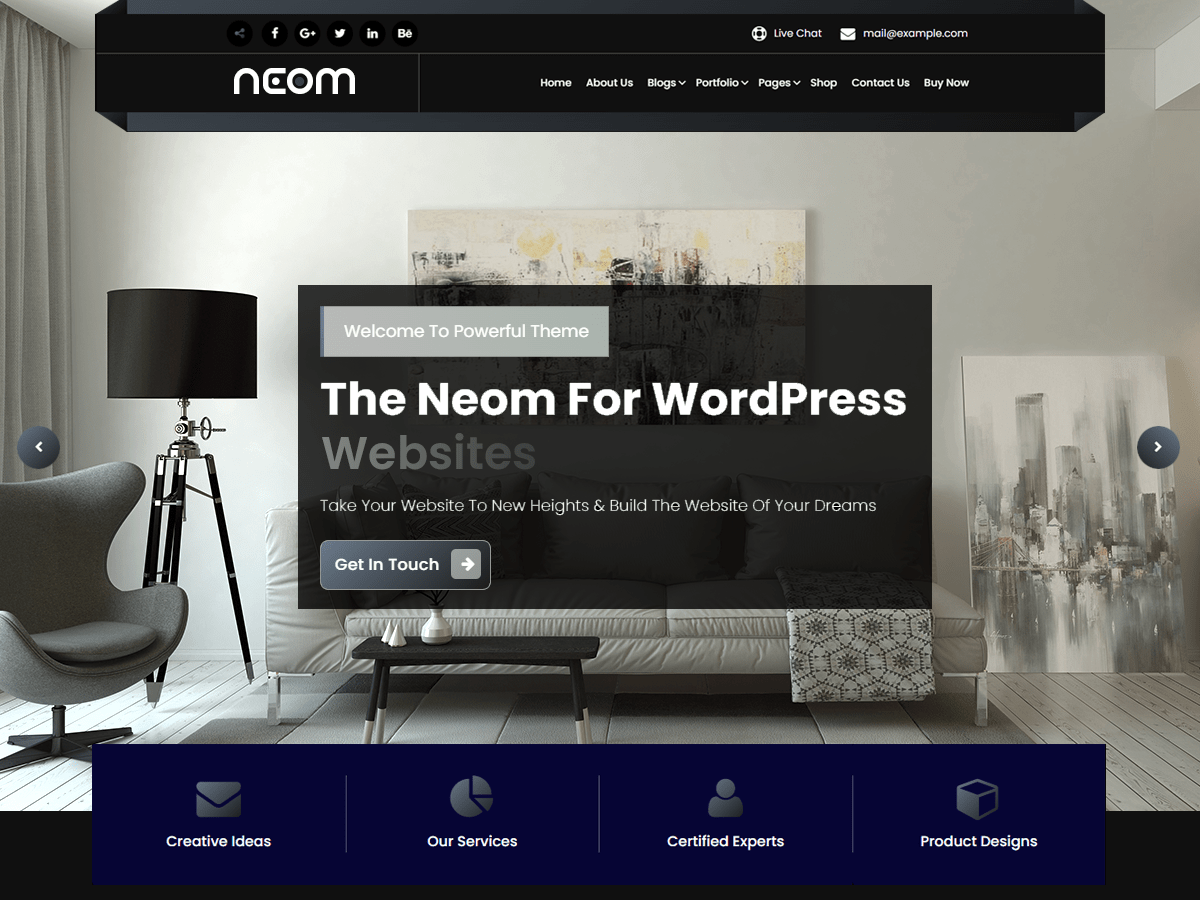 f G+ in Bē
Live Chat mail@example.com
neom
Home About Us Blogs Portfolio Pages Shop Contact Us Buy Now
Welcome To Powerful Theme
The Neom For WordPress
Websites
Take Your Website To New Heights & Build The Website Of Your Dreams
Get In Touch
Creative Ideas Our Services Certified Experts Product Designs